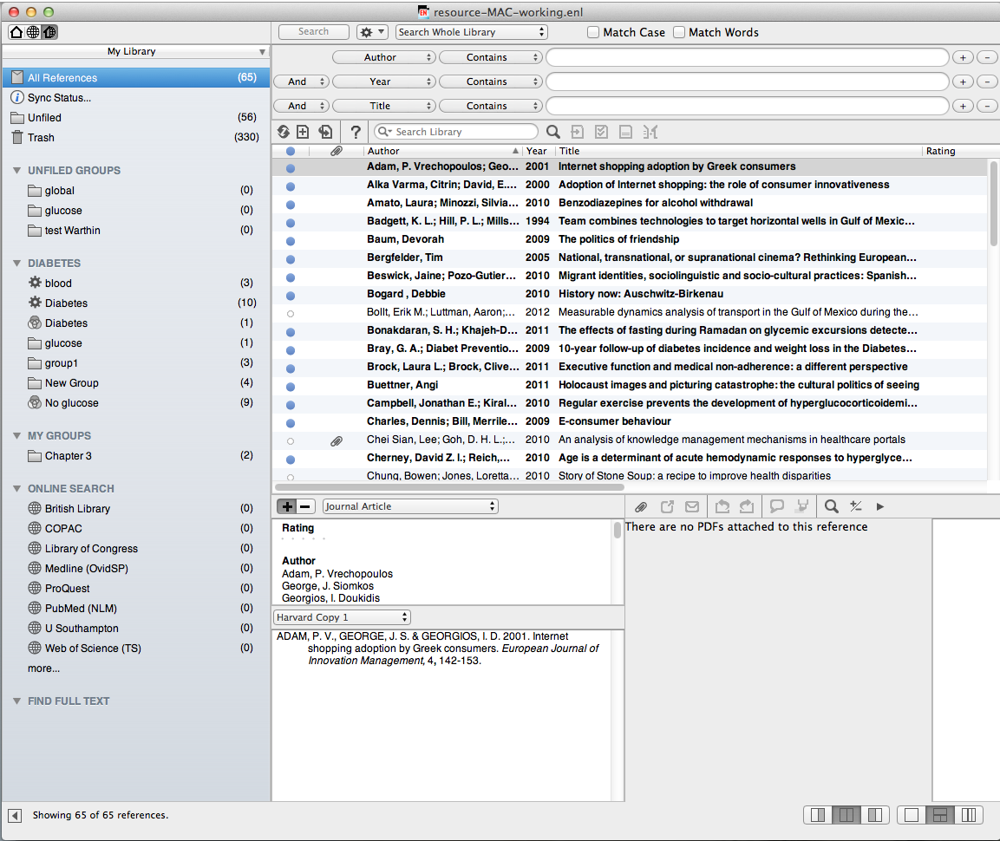 resource-MAC-working.enl
Search
Search Whole Library
Match Case
Match Words
My Library
All References (65)
Sync Status...
Unfiled (56)
Trash (330)
UNFILED GROUPS
global (0)
glucose (0)
test Warthin (0)
DIABETES
blood (3)
Diabetes (10)
Diabetes (1)
glucose (1)
group1 (3)
New Group (4)
No glucose (9)
MY GROUPS
Chapter 3 (2)
ONLINE SEARCH
British Library (0)
COPAC (0)
Library of Congress (0)
Medline (OvidSP) (0)
ProQuest (0)
PubMed (NLM) (0)
U Southampton (0)
Web of Science (TS) (0)
more...
FIND FULL TEXT
Author Contains + -
And Year Contains + -
And Title Contains + -
? Search Library
Author Year Title Rating
Adam, P. Vrechopoulos; Geo... 2001 Internet shopping adoption by Greek consumers
Alka Varma, Citrin; David, E.... 2000 Adoption of Internet shopping: the role of consumer innovativeness
Amato, Laura; Minozzi, Silvia... 2010 Benzodiazepines for alcohol withdrawal
Badgett, K. L.; Hill, P. L.; Mills... 1994 Team combines technologies to target horizontal wells in Gulf of Mexic...
Baum, Devorah 2009 The politics of friendship
Bergfelder, Tim 2005 National, transnational, or supranational cinema? Rethinking European...
Beswick, Jaine; Pozo-Gutier... 2010 Migrant identities, sociolinguistic and socio-cultural practices: Spanish...
Bogard , Debbie 2010 History now: Auschwitz-Birkenau
Bollt, Erik M.; Luttman, Aaron;... 2012 Measurable dynamics analysis of transport in the Gulf of Mexico during the...
Bonakdaran, S. H.; Khajeh-D... 2011 The effects of fasting during Ramadan on glycemic excursions detecte...
Bray, G. A.; Diabet Preventio... 2009 10-year follow-up of diabetes incidence and weight loss in the Diabetes...
Brock, Laura L.; Brock, Clive... 2011 Executive function and medical non-adherence: a different perspective
Buettner, Angi 2011 Holocaust images and picturing catastrophe: the cultural politics of seeing
Campbell, Jonathan E.; Kiral... 2010 Regular exercise prevents the development of hyperglucocorticoidemi...
Charles, Dennis; Bill, Merrile... 2009 E-consumer behaviour
Chei Sian, Lee; Goh, D. H. L.;... 2010 An analysis of knowledge management mechanisms in healthcare portals
Cherney, David Z. I.; Reich,... 2010 Age is a determinant of acute hemodynamic responses to hyperglyce...
Chung, Bowen; Jones, Loretta... 2010 Story of Stone Soup: a recipe to improve health disparities
Journal Article
Rating
Author
Adam, P. Vrechopoulos
George, J. Siomkos
Georgios, I. Doukidis
Harvard Copy 1
ADAM, P. V., GEORGE, J. S. & GEORGIOS, I. D. 2001. Internet
shopping adoption by Greek consumers. European Journal of
Innovation Management, 4, 142-153.
There are no PDFs attached to this reference
Showing 65 of 65 references.